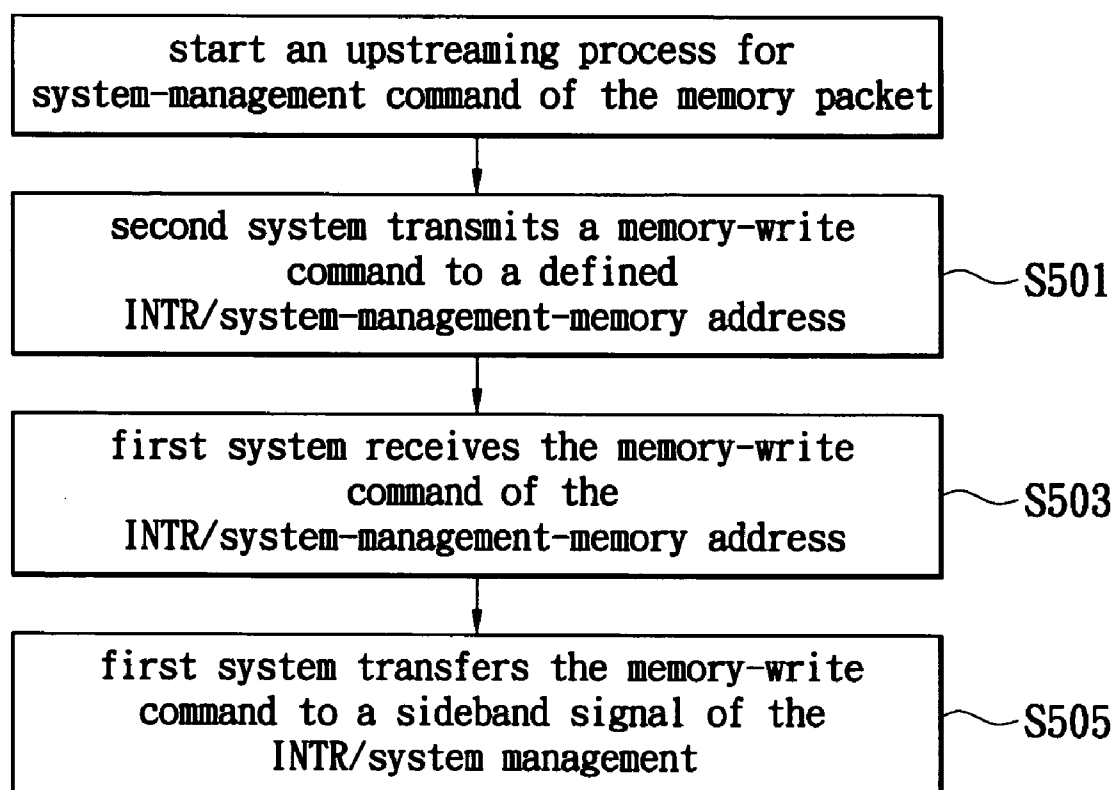 start an upstreaming process for
system-management command of the memory packet
second system transmits a memory-write
command to a defined
INTR/system-management-memory address
S501
first system receives the memory-write
command of the
INTR/system-management-memory address
S503
first system transfers the memory-write
command to a sideband signal of the
INTR/system management
S505